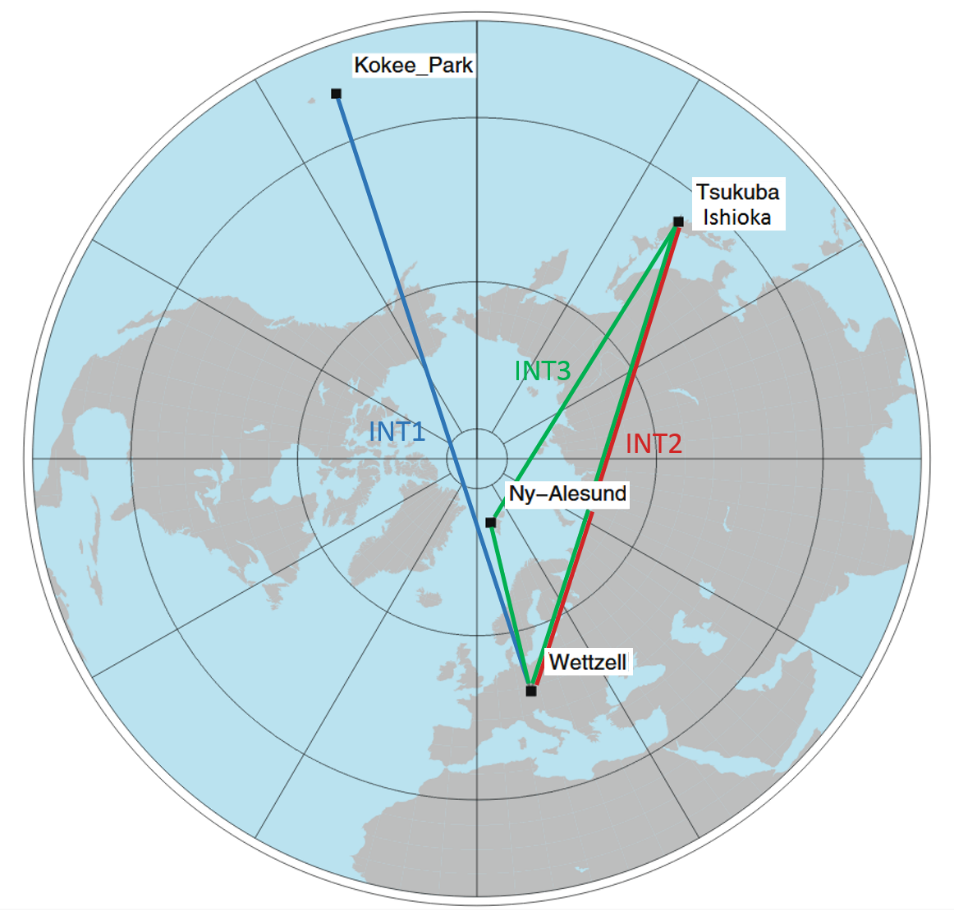 Kokee_Park
Tsukuba
Ishioka
INT3
INT1
INT2
Ny−Alesund
Wettzell